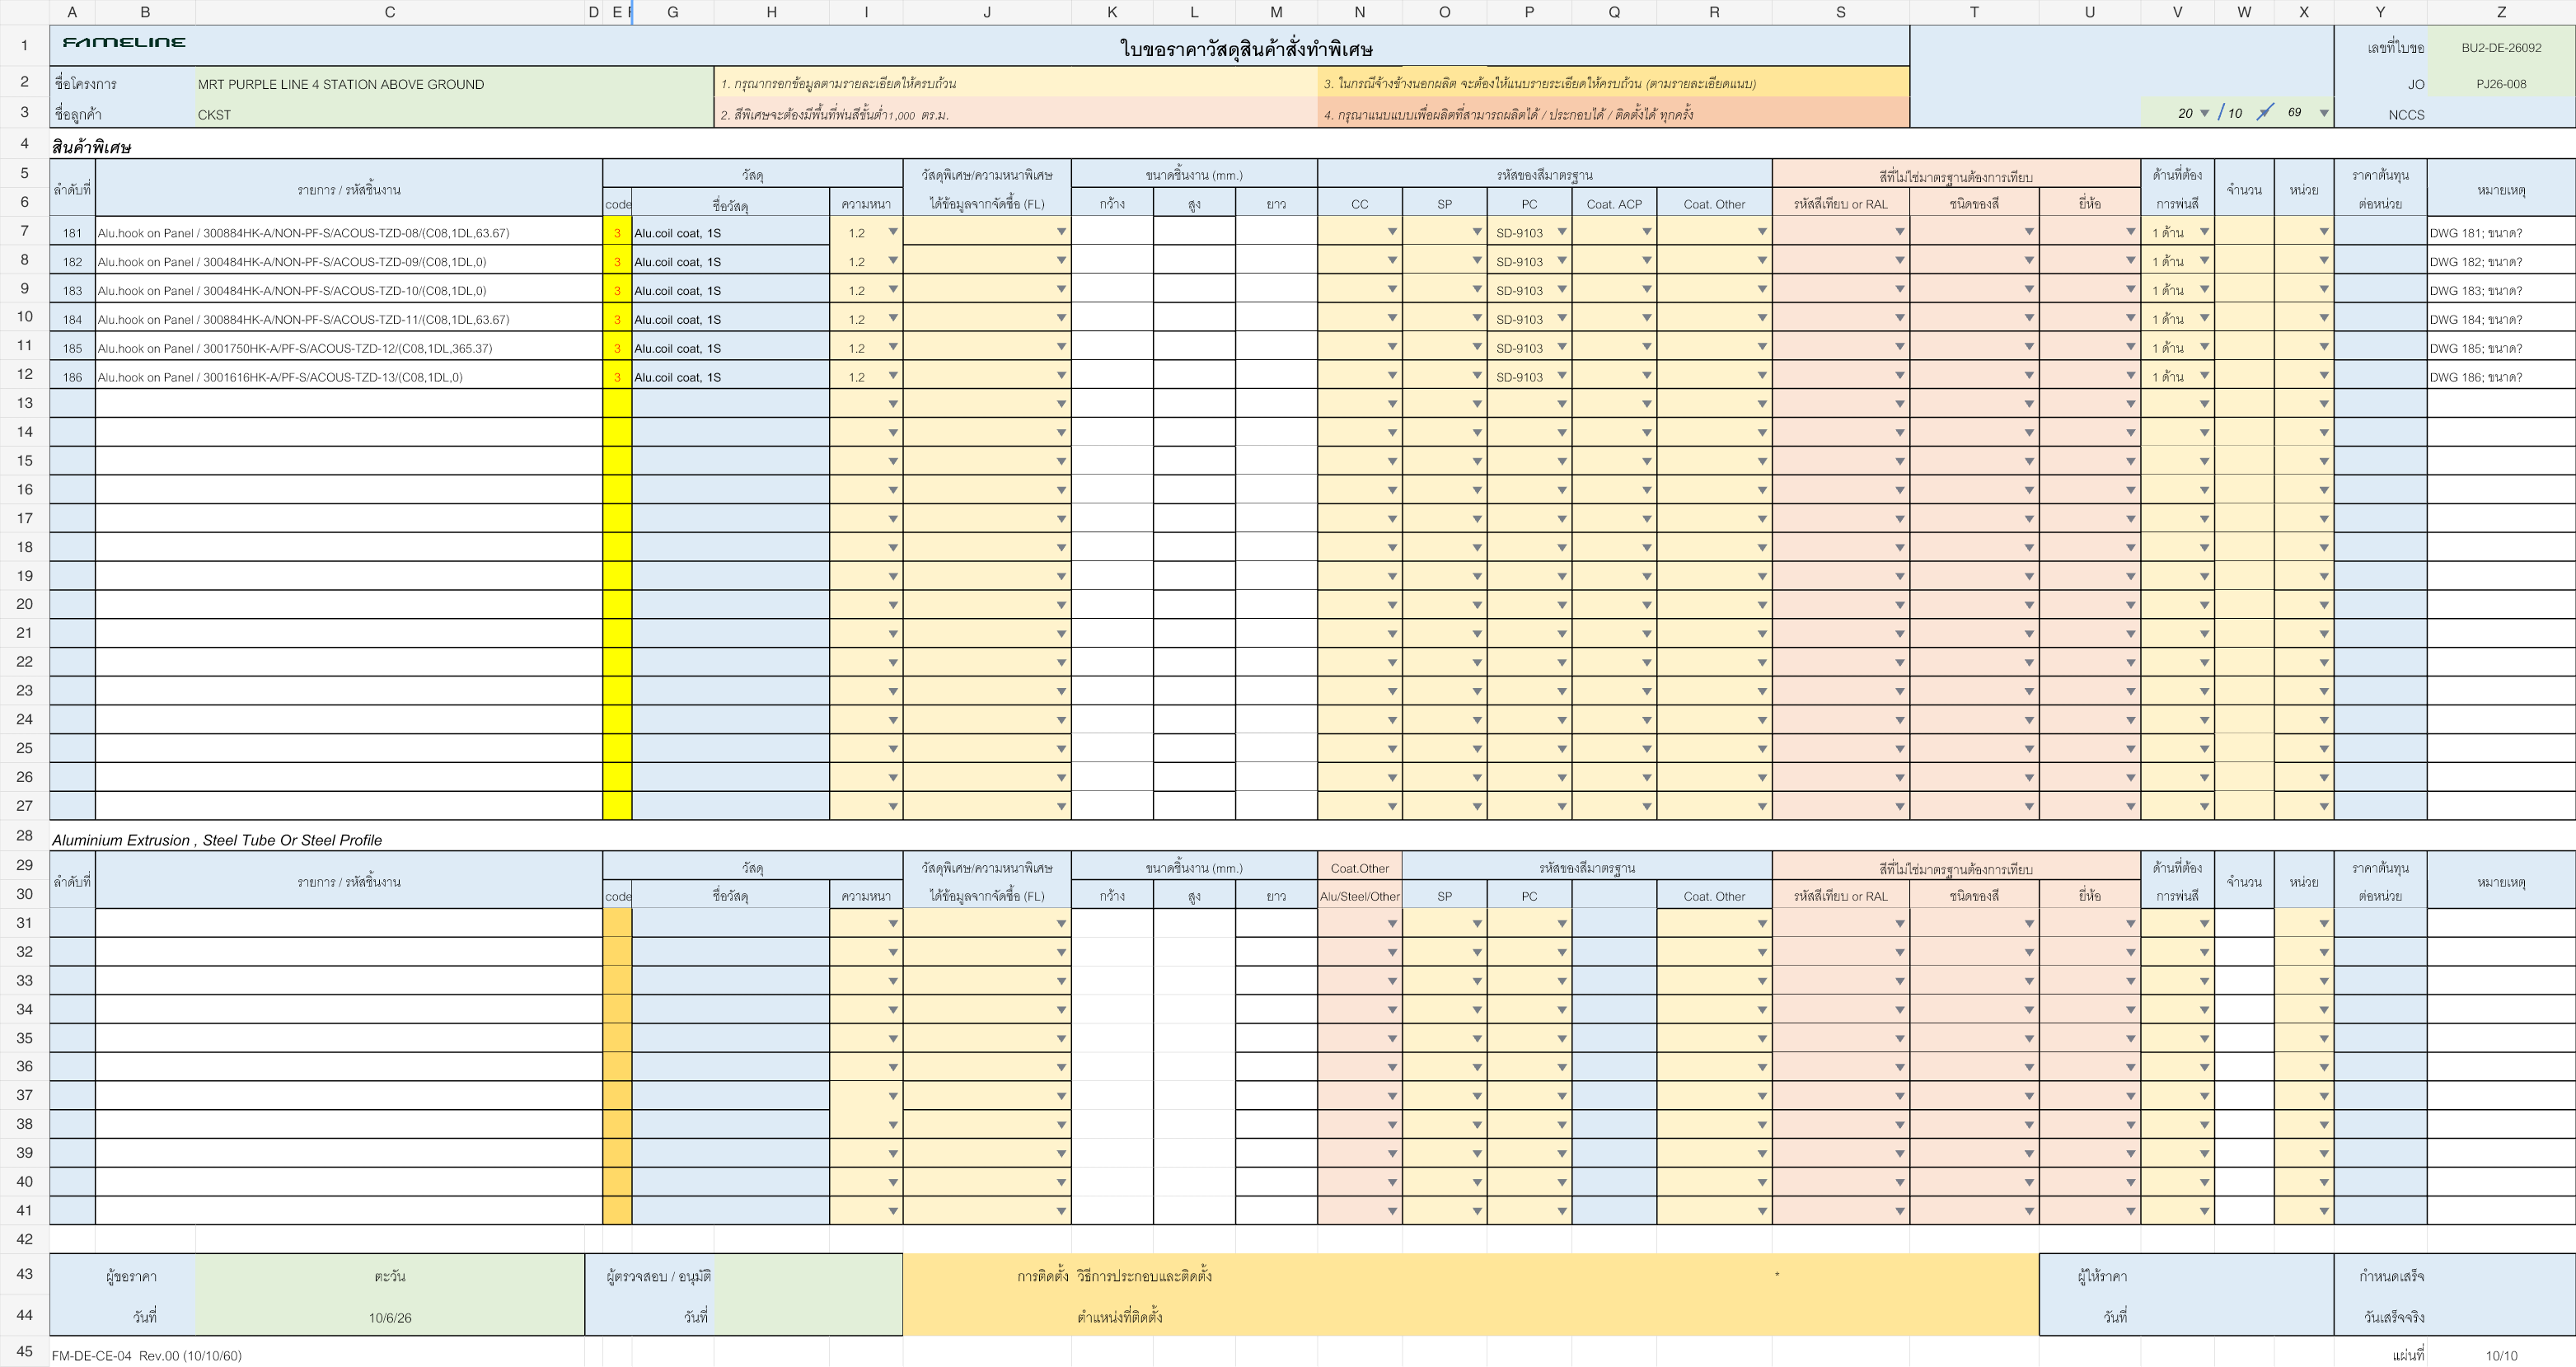 A B C D E F G H I J K L M N O P Q R S T U V W X Y Z
1 FAMELINE ใบขอราคาวัสดุสินค้าสั่งทำพิเศษ เลขที่ใบขอ BU2-DE-26092
2 ชื่อโครงการ MRT PURPLE LINE 4 STATION ABOVE GROUND 1. กรุณากรอกข้อมูลตามรายละเอียดให้ครบถ้วน 3. ในกรณีจ้างข้างนอกผลิต จะต้องให้แนบรายระเอียดให้ครบถ้วน (ตามรายละเอียดแนบ) JO PJ26-008
3 ชื่อลูกค้า CKST 2. สีพิเศษจะต้องมีพื้นที่พ่นสีขั้นต่ำ1,000 ตร.ม. 4. กรุณาแนบแบบเพื่อผลิตที่สามารถผลิตได้ / ประกอบได้ / ติดตั้งได้ ทุกครั้ง 20 / 10 / 69 NCCS
4 สินค้าพิเศษ
5 ลำดับที่ รายการ / รหัสชิ้นงาน วัสดุ วัสดุพิเศษ/ความหนาพิเศษ ขนาดชิ้นงาน (mm.) รหัสของสีมาตรฐาน สีที่ไม่ใช่มาตรฐานต้องการเทียบ ด้านที่ต้อง จำนวน หน่วย ราคาต้นทุน หมายเหตุ
6 code ชื่อวัสดุ ความหนา ได้ข้อมูลจากจัดซื้อ (FL) กว้าง สูง ยาว CC SP PC Coat. ACP Coat. Other รหัสสีเทียบ or RAL ชนิดของสี ยี่ห้อ การพ่นสี ต่อหน่วย
7 181 Alu.hook on Panel / 300884HK-A/NON-PF-S/ACOUS-TZD-08/(C08,1DL,63.67) 3 Alu.coil coat, 1S 1.2 SD-9103 1 ด้าน DWG 181; ขนาด?
8 182 Alu.hook on Panel / 300484HK-A/NON-PF-S/ACOUS-TZD-09/(C08,1DL,0) 3 Alu.coil coat, 1S 1.2 SD-9103 1 ด้าน DWG 182; ขนาด?
9 183 Alu.hook on Panel / 300484HK-A/NON-PF-S/ACOUS-TZD-10/(C08,1DL,0) 3 Alu.coil coat, 1S 1.2 SD-9103 1 ด้าน DWG 183; ขนาด?
10 184 Alu.hook on Panel / 300884HK-A/NON-PF-S/ACOUS-TZD-11/(C08,1DL,63.67) 3 Alu.coil coat, 1S 1.2 SD-9103 1 ด้าน DWG 184; ขนาด?
11 185 Alu.hook on Panel / 3001750HK-A/PF-S/ACOUS-TZD-12/(C08,1DL,365.37) 3 Alu.coil coat, 1S 1.2 SD-9103 1 ด้าน DWG 185; ขนาด?
12 186 Alu.hook on Panel / 3001616HK-A/PF-S/ACOUS-TZD-13/(C08,1DL,0) 3 Alu.coil coat, 1S 1.2 SD-9103 1 ด้าน DWG 186; ขนาด?
13
14
15
16
17
18
19
20
21
22
23
24
25
26
27
28 Aluminium Extrusion , Steel Tube Or Steel Profile
29 ลำดับที่ รายการ / รหัสชิ้นงาน วัสดุ วัสดุพิเศษ/ความหนาพิเศษ ขนาดชิ้นงาน (mm.) Coat.Other รหัสของสีมาตรฐาน สีที่ไม่ใช่มาตรฐานต้องการเทียบ ด้านที่ต้อง จำนวน หน่วย ราคาต้นทุน หมายเหตุ
30 code ชื่อวัสดุ ความหนา ได้ข้อมูลจากจัดซื้อ (FL) กว้าง สูง ยาว Alu/Steel/Other SP PC Coat. Other รหัสสีเทียบ or RAL ชนิดของสี ยี่ห้อ การพ่นสี ต่อหน่วย
31
32
33
34
35
36
37
38
39
40
41
42
43 ผู้ขอราคา ตะวัน ผู้ตรวจสอบ / อนุมัติ การติดตั้ง วิธีการประกอบและติดตั้ง * ผู้ให้ราคา กำหนดเสร็จ
44 วันที่ 10/6/26 วันที่ ตำแหน่งที่ติดตั้ง วันที่ วันเสร็จจริง
45 FM-DE-CE-04 Rev.00 (10/10/60) แผ่นที่ 10/10